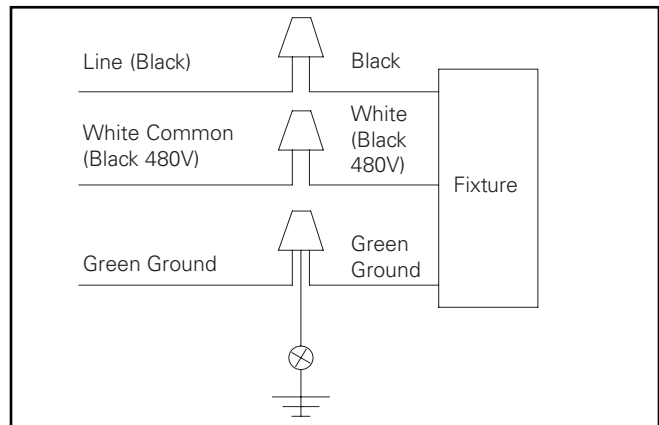 Line (Black)
Black
White Common
(Black 480V)
White
(Black
480V)
Fixture
Green Ground
Green
Ground